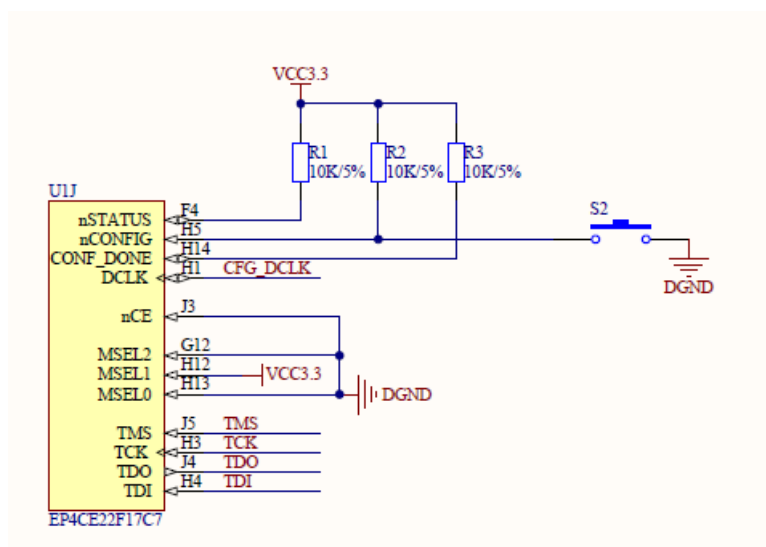 VCC3.3
R1 R2 R3
10K/5% 10K/5% 10K/5%
U1J
S2
nSTATUS F4
nCONFIG H5
CONF_DONE H14
DCLK H1 CFG_DCLK
DGND
nCE J3
MSEL2 G12
MSEL1 H12 VCC3.3
MSEL0 H13 DGND
TMS J5 TMS
TCK H3 TCK
TDO J4 TDO
TDI H4 TDI
EP4CE22F17C7